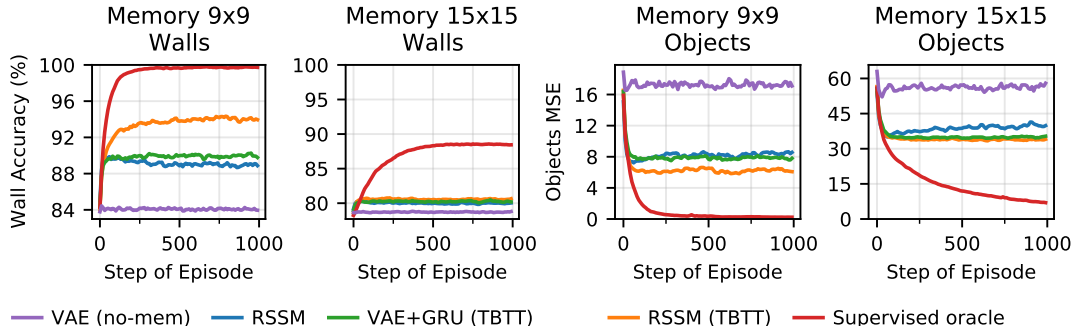 Memory 9x9
Walls
Memory 15x15
Walls
Memory 9x9
Objects
Memory 15x15
Objects
Wall Accuracy (%)
100
96
92
88
84
0
500
1000
Step of Episode
100
95
90
85
80
0
500
1000
Step of Episode
Objects MSE
16
12
8
4
0
0
500
1000
Step of Episode
60
45
30
15
0
0
500
1000
Step of Episode
VAE (no-mem)
RSSM
VAE+GRU (TBTT)
RSSM (TBTT)
Supervised oracle